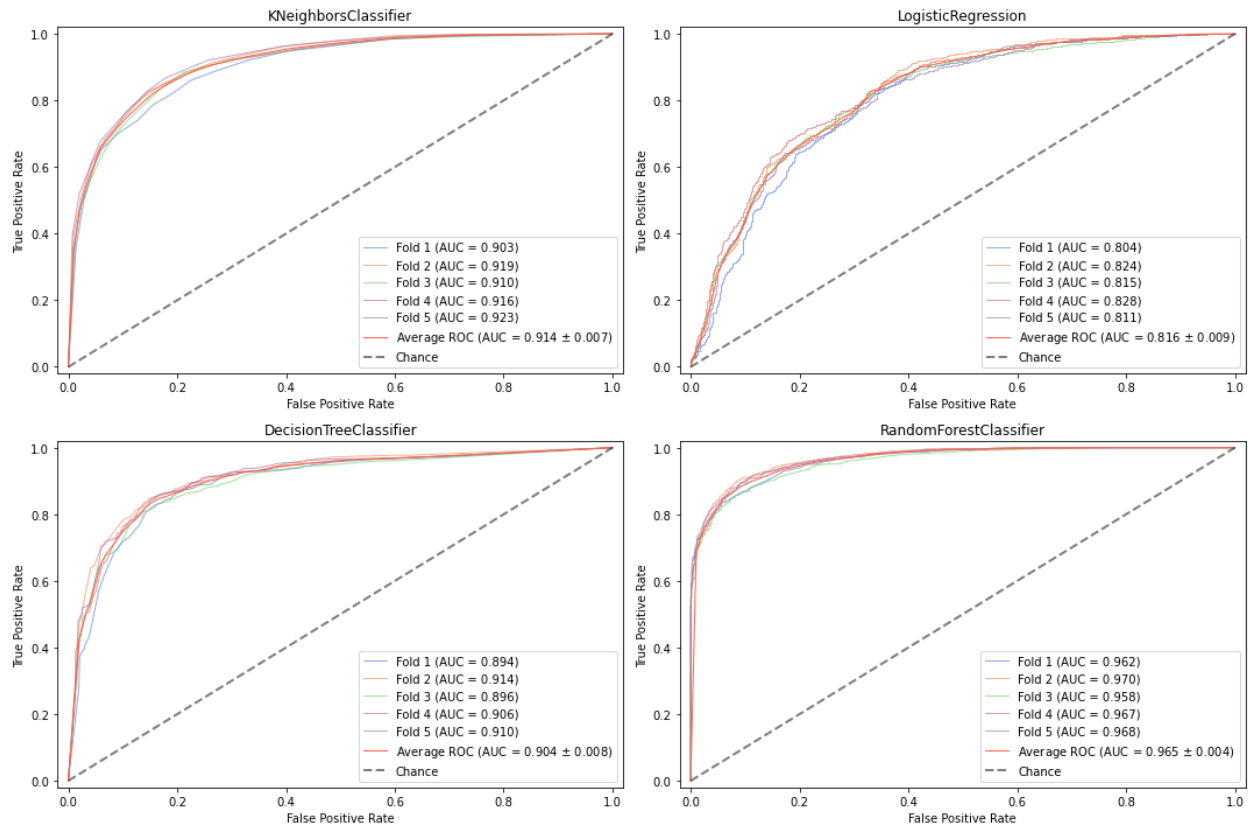 KNeighborsClassifier
1.0
0.8
0.6
0.4
0.2
0.0
True Positive Rate
Fold 1 (AUC = 0.903)
Fold 2 (AUC = 0.919)
Fold 3 (AUC = 0.910)
Fold 4 (AUC = 0.916)
Fold 5 (AUC = 0.923)
Average ROC (AUC = 0.914 ± 0.007)
Chance
0.0 0.2 0.4 0.6 0.8 1.0
False Positive Rate
LogisticRegression
1.0
0.8
0.6
0.4
0.2
0.0
True Positive Rate
Fold 1 (AUC = 0.804)
Fold 2 (AUC = 0.824)
Fold 3 (AUC = 0.815)
Fold 4 (AUC = 0.828)
Fold 5 (AUC = 0.811)
Average ROC (AUC = 0.816 ± 0.009)
Chance
0.0 0.2 0.4 0.6 0.8 1.0
False Positive Rate
DecisionTreeClassifier
1.0
0.8
0.6
0.4
0.2
0.0
True Positive Rate
Fold 1 (AUC = 0.894)
Fold 2 (AUC = 0.914)
Fold 3 (AUC = 0.896)
Fold 4 (AUC = 0.906)
Fold 5 (AUC = 0.910)
Average ROC (AUC = 0.904 ± 0.008)
Chance
0.0 0.2 0.4 0.6 0.8 1.0
False Positive Rate
RandomForestClassifier
1.0
0.8
0.6
0.4
0.2
0.0
True Positive Rate
Fold 1 (AUC = 0.962)
Fold 2 (AUC = 0.970)
Fold 3 (AUC = 0.958)
Fold 4 (AUC = 0.967)
Fold 5 (AUC = 0.968)
Average ROC (AUC = 0.965 ± 0.004)
Chance
0.0 0.2 0.4 0.6 0.8 1.0
False Positive Rate